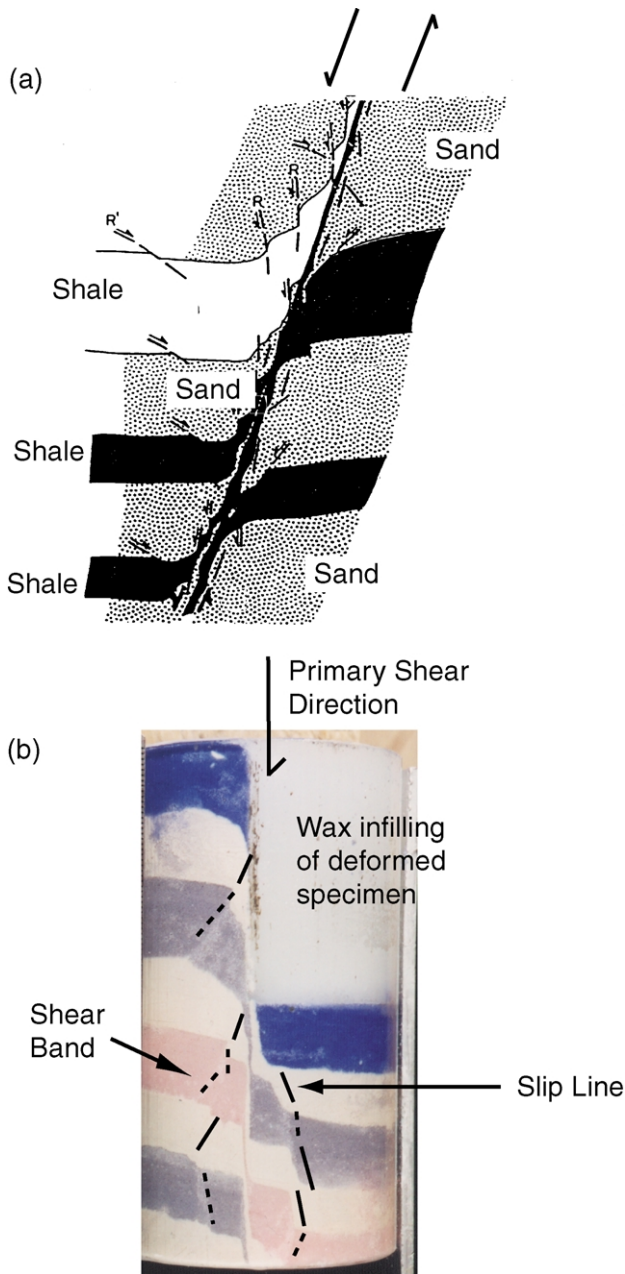 (a)
Sand
R
R
R'
Shale
Sand
Shale
Shale
Sand
Primary Shear
Direction
(b)
Wax infilling
of deformed
specimen
Shear
Band
Slip Line